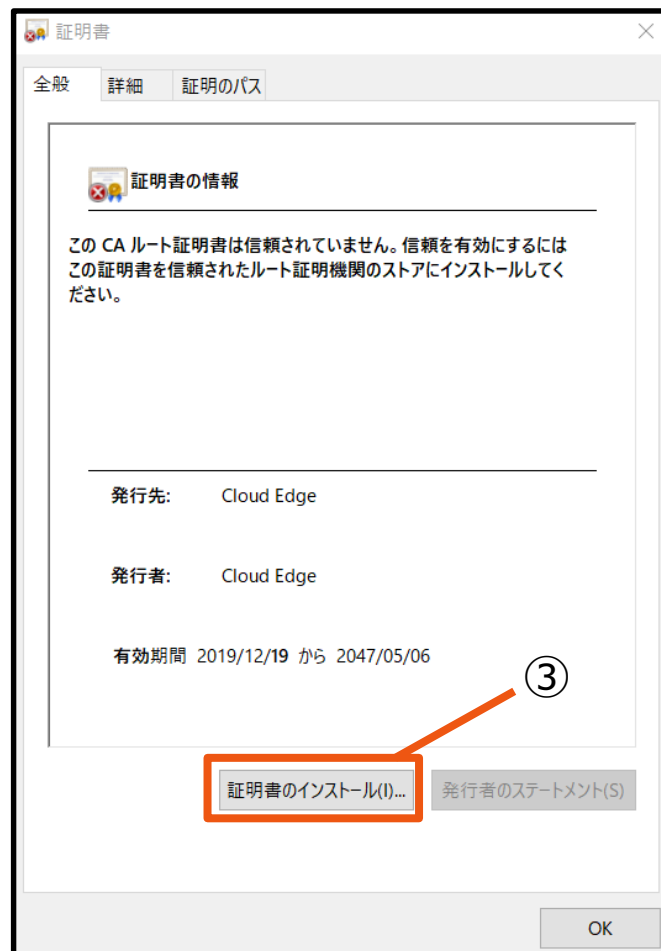 証明書
全般 詳細 証明のパス
証明書の情報
この CA ルート証明書は信頼されていません。信頼を有効にするには
この証明書を信頼されたルート証明機関のストアにインストールしてく
ださい。
発行先: Cloud Edge
発行者: Cloud Edge
有効期間 2019/12/19 から 2047/05/06
③
証明書のインストール(I)... 発行者のステートメント(S)
OK